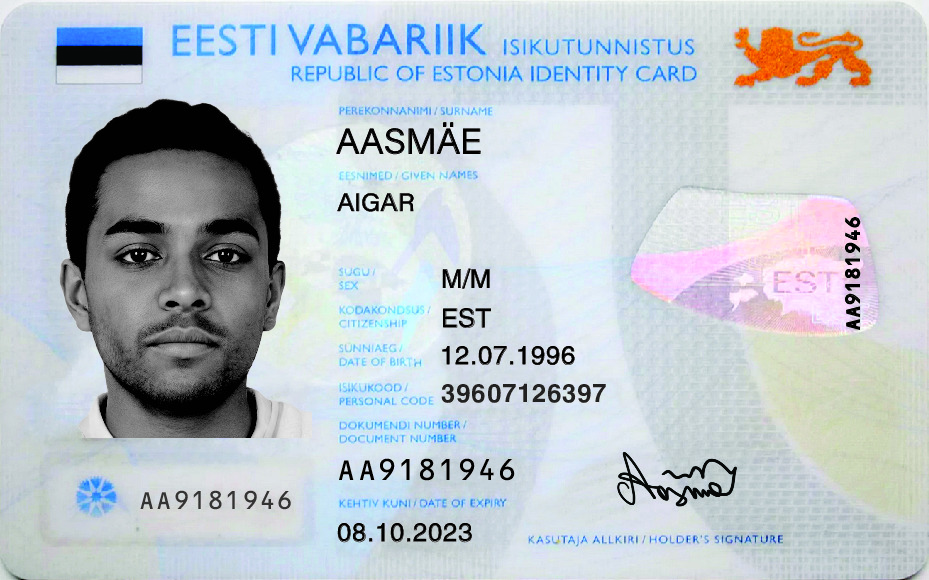 EESTI VABARIIK ISIKUTUNNISTUS
REPUBLIC OF ESTONIA IDENTITY CARD
PEREKONNANIMI / SURNAME
AASMÄE
EESNIMED / GIVEN NAMES
AIGAR
SUGU /
SEX
M/M
KODAKONDSUS /
CITIZENSHIP
EST
SÜNNIAEG /
DATE OF BIRTH
12.07.1996
ISIKUKOOD /
PERSONAL CODE
39607126397
DOKUMENDI NUMBER /
DOCUMENT NUMBER
AA9181946
KEHTIV KUNI / DATE OF EXPIRY
08.10.2023
AA9181946
EST
AA9181946
Aasmä
KASUTAJA ALLKIRI / HOLDER'S SIGNATURE